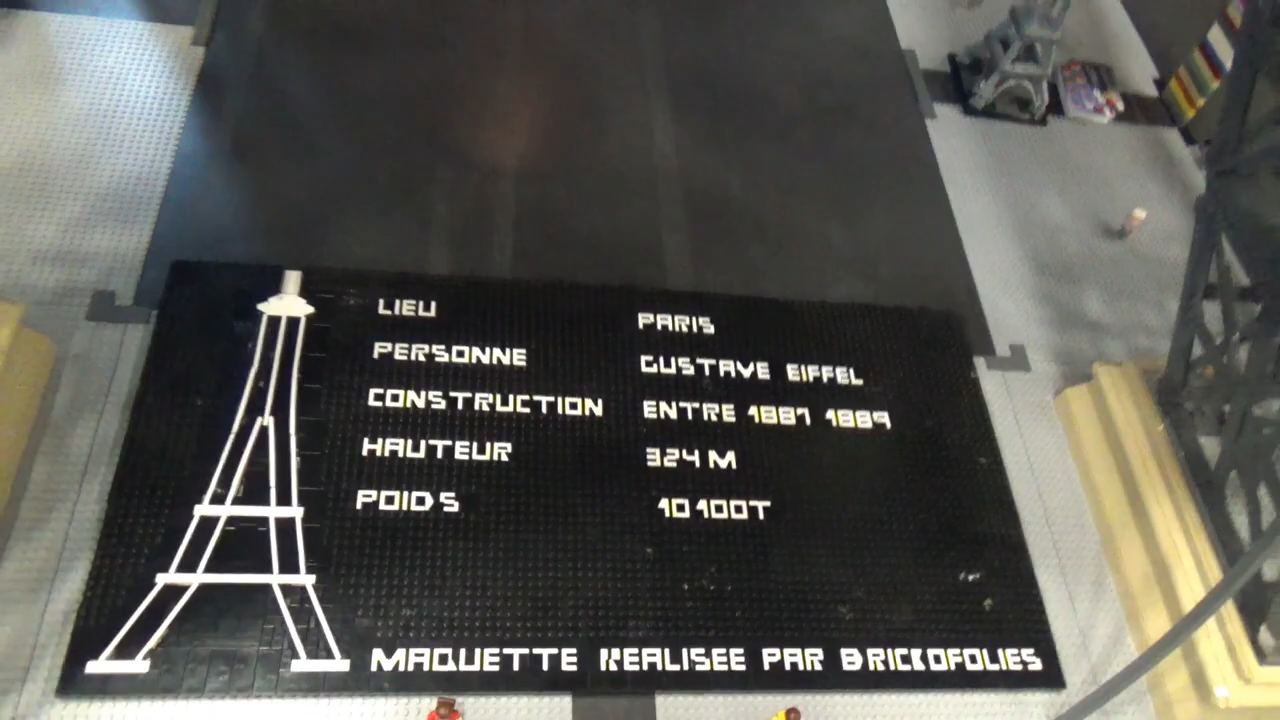 LIEU PARIS
PERSONNE GUSTAVE EIFFEL
CONSTRUCTION ENTRE 1887 1889
HAUTEUR 324 M
POIDS 10 100T
MAQUETTE REALISEE PAR BRICKOFOLIES